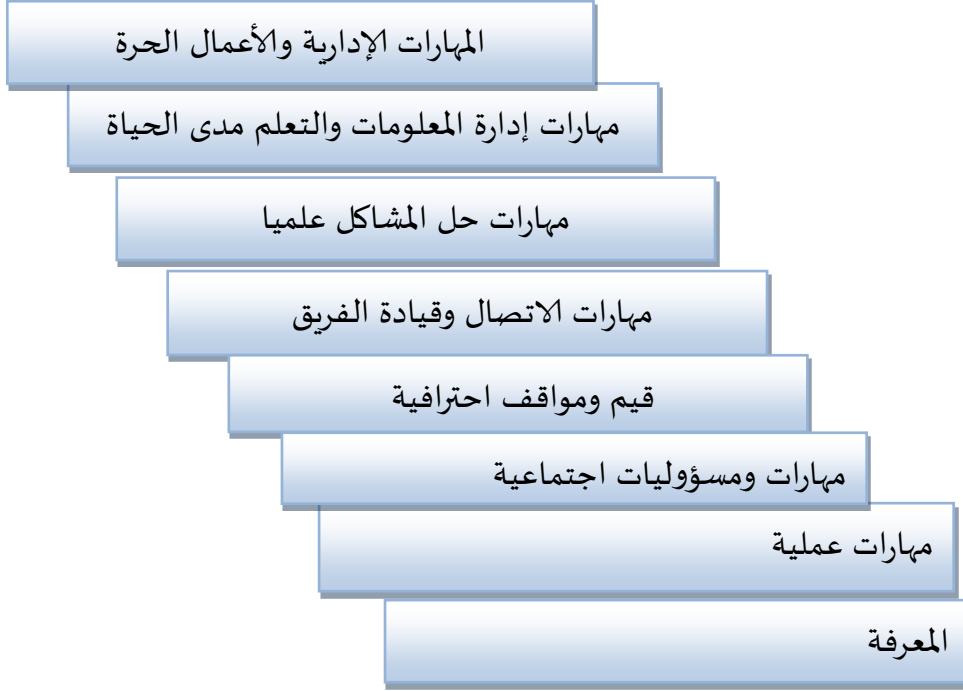 المهارات الإدارية والأعمال الحرة
مهارات إدارة المعلومات والتعلم مدى الحياة
مهارات حل المشاكل علميا
مهارات الاتصال وقيادة الفريق
قيم ومواقف احترافية
مهارات ومسؤوليات اجتماعية
مهارات عملية
المعرفة